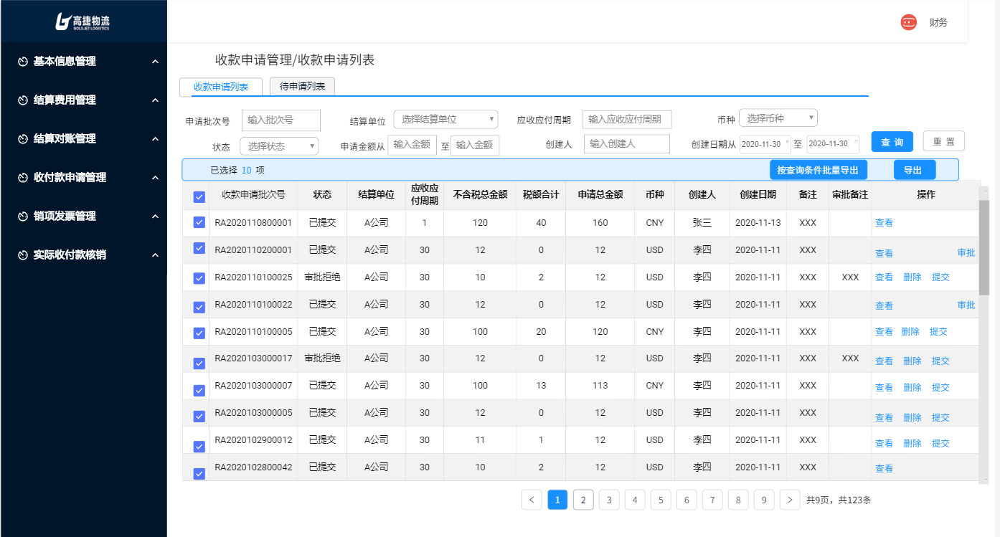 高捷物流
GOLDJET LOGISTICS
财务
基本信息管理
结算费用管理
结算对账管理
收付款申请管理
销项发票管理
实际收付款核销
收款申请管理/收款申请列表
收款申请列表 待申请列表
申请批次号 输入批次号 结算单位 选择结算单位 应收应付周期 输入应收应付周期 币种 选择币种
状态 选择状态 申请金额从 输入金额 至 输入金额 创建人 输入创建人 创建日期从 2020-11-30 至 2020-11-30 查 询 重 置
已选择 10 项 按查询条件批量导出 导出
收款申请批次号 状态 结算单位 应收应付周期 不含税总金额 税额合计 申请总金额 币种 创建人 创建日期 备注 审批备注 操作
RA2020110800001 已提交 A公司 1 120 40 160 CNY 张三 2020-11-13 XXX 查看
RA2020110200001 已提交 A公司 30 12 0 12 USD 李四 2020-11-11 XXX 查看 审批
RA2020110100025 审批拒绝 A公司 30 10 2 12 USD 李四 2020-11-11 XXX XXX 查看 删除 提交
RA2020110100022 已提交 A公司 30 12 0 12 USD 李四 2020-11-11 XXX 查看 审批
RA2020110100005 已提交 A公司 30 100 20 120 CNY 李四 2020-11-11 XXX 查看 删除 提交
RA2020103000017 审批拒绝 A公司 30 12 0 12 USD 李四 2020-11-11 XXX XXX 查看 删除 提交
RA2020103000007 已提交 A公司 30 100 13 113 CNY 李四 2020-11-11 XXX 查看 删除 提交
RA2020103000005 已提交 A公司 30 12 0 12 USD 李四 2020-11-11 XXX 查看 删除 提交
RA2020102900012 已提交 A公司 30 11 1 12 USD 李四 2020-11-11 XXX 查看 删除 提交
RA2020102800042 已提交 A公司 30 10 2 12 USD 李四 2020-11-11 XXX 查看
< 1 2 3 4 5 6 7 8 9 > 共9页，共123条